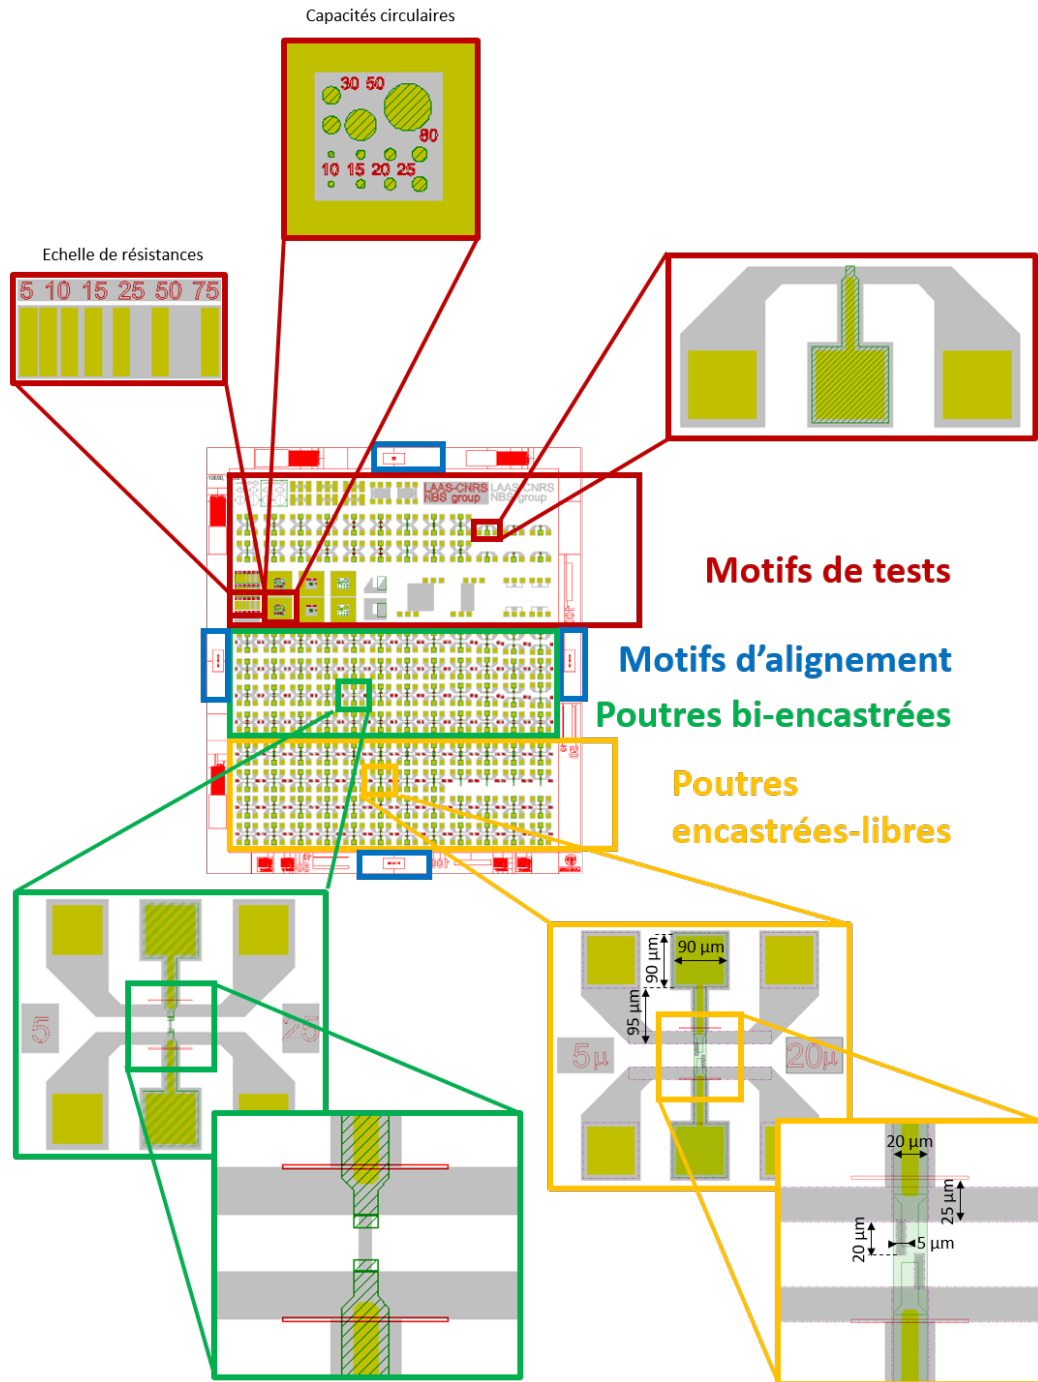 Capacités circulaires
30 50
80
10 15 20 25
Echelle de résistances
5 10 15 25 50 75
LAAS-CNRS LAAS-CNRS
NBS group NBS group
Motifs de tests
Motifs d'alignement
Poutres bi-encastrées
Poutres
encastrées-libres
5
25
90 µm
90 µm
95 µm
5µ
20µ
20 µm
25 µm
20 µm
5 µm